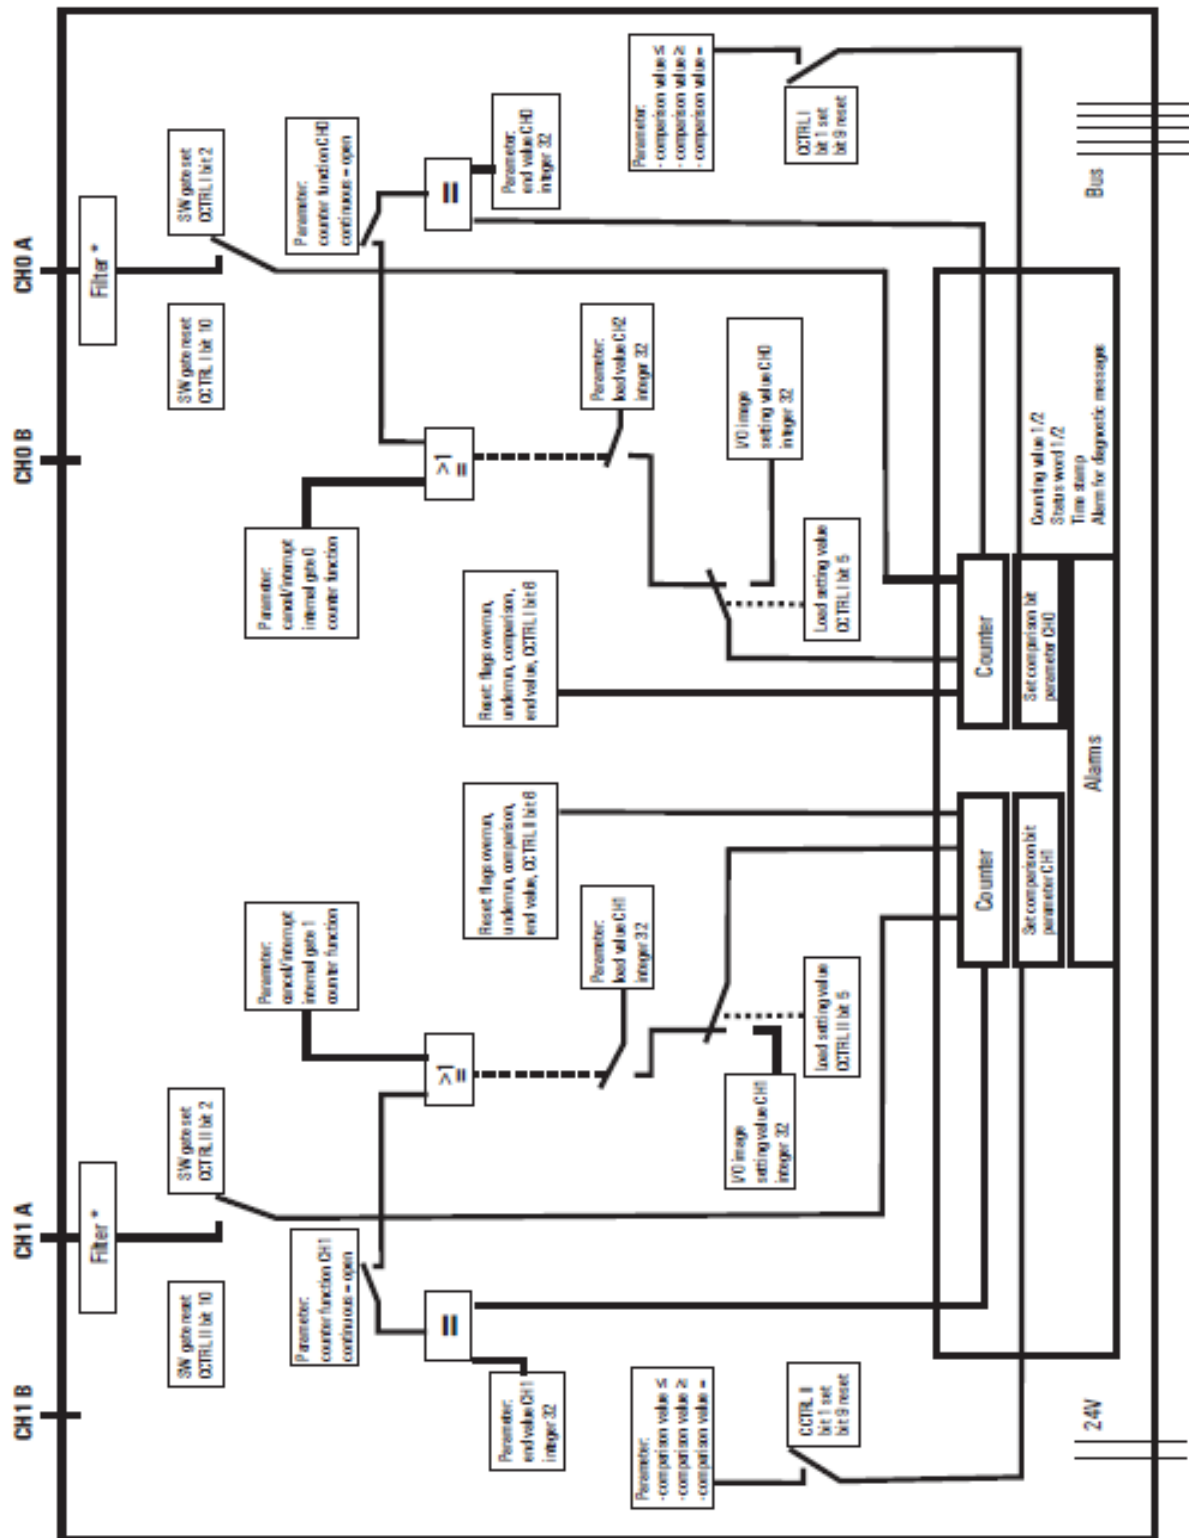 CH1 B
CH1 A
CH0 B
CH0 A
Filter *
Filter *
SW gate reset
CCTRL II bit 10
SW gate set
CCTRL II bit 2
SW gate reset
CCTRL I bit 10
SW gate set
CCTRL I bit 2
Parameter:
counter function CH1
continuous = open
Parameter:
cancel/interrupt
internal gate 1
counter function
Parameter:
cancel/interrupt
internal gate 0
counter function
Parameter:
counter function CH0
continuous = open
=
>1
=
>1
=
=
Parameter:
end value CH1
integer 32
Reset; flags overrun,
underrun, comparison,
end value, CCTRL II bit 6
Reset; flags overrun,
underrun, comparison,
end value, CCTRL I bit 6
Parameter:
end value CH0
integer 32
Parameter:
load value CH1
integer 32
Parameter:
load value CH2
integer 32
Parameter:
- comparison value ≤
- comparison value ≥
- comparison value =
Parameter:
- comparison value ≤
- comparison value ≥
- comparison value =
I/O image
setting value CH1
integer 32
I/O image
setting value CH0
integer 32
CCTRL II
bit 1 set
bit 9 reset
Load setting value
CCTRL II bit 5
Load setting value
CCTRL I bit 5
CCTRL I
bit 1 set
bit 9 reset
Counter
Counter
Set comparison bit
parameter CH1
Set comparison bit
parameter CH0
Counting value 1/2
Status word 1/2
Time stamp
Alarm for diagnostic messages
Alarms
24V
Bus